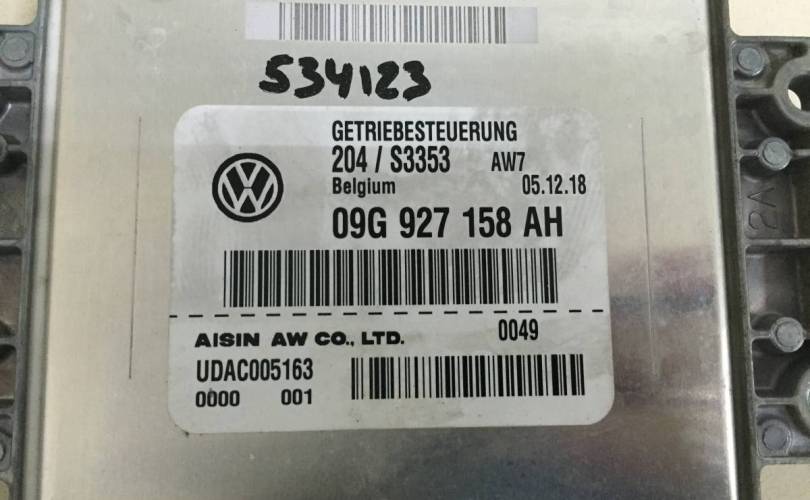 534123
GETRIEBESTEUERUNG
204 / S3353 AW7
Belgium 05.12.18
09G 927 158 AH
AISIN AW CO., LTD. 0049
UDAC005163
0000 001
2A